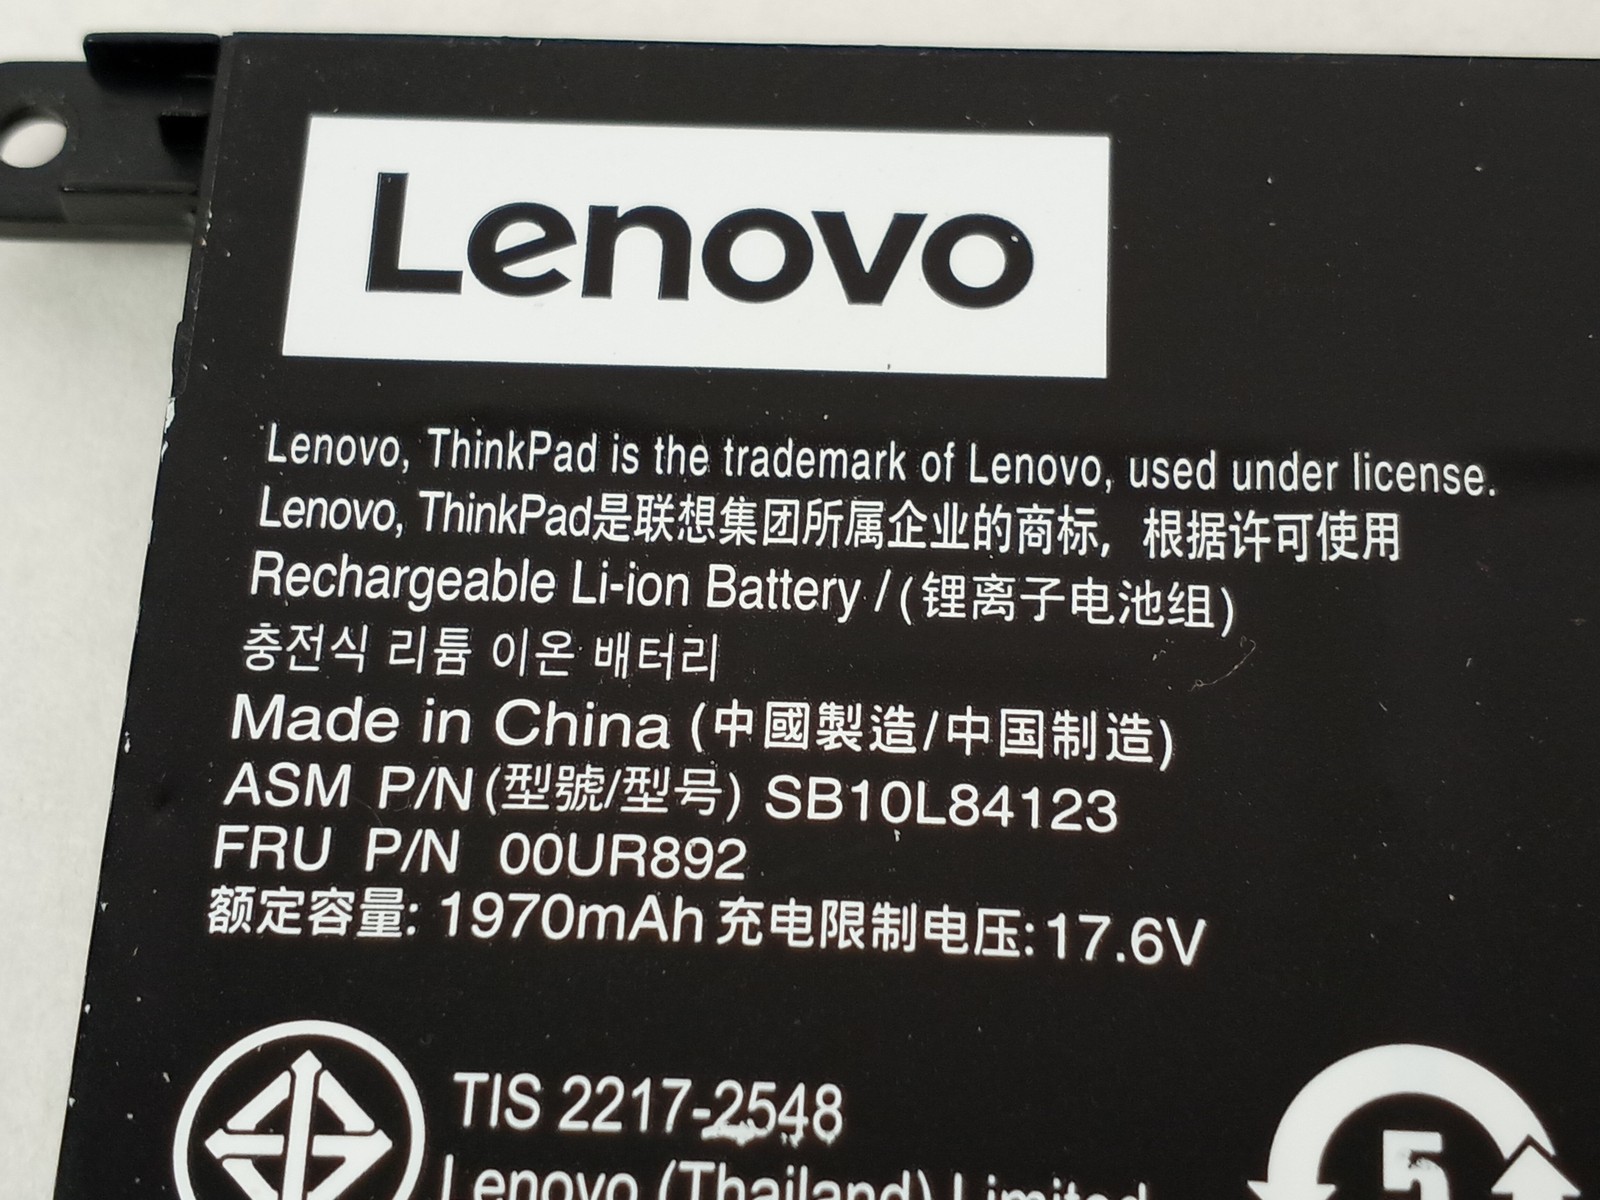 Lenovo
Lenovo, ThinkPad is the trademark of Lenovo, used under license.
Lenovo, ThinkPad是联想集团所属企业的商标, 根据许可使用
Rechargeable Li-ion Battery / (锂离子电池组)
충전식 리튬 이온 배터리
Made in China (中國製造/中国制造)
ASM P/N (型號/型号) SB10L84123
FRU P/N 00UR892
额定容量: 1970mAh 充电限制电压:17.6V
TIS 2217-2548
Lenovo (Thailand) Limited
5